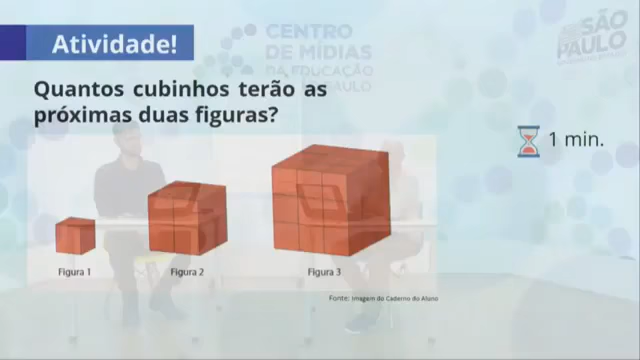 Atividade!
CENTRO
DE MÍDIAS
DA EDUCAÇÃO
SÃO PAULO
SÃO
PAULO
Quantos cubinhos terão as
próximas duas figuras?
1 min.
Figura 1
Figura 2
Figura 3
Fonte: Imagem do Caderno do Aluno